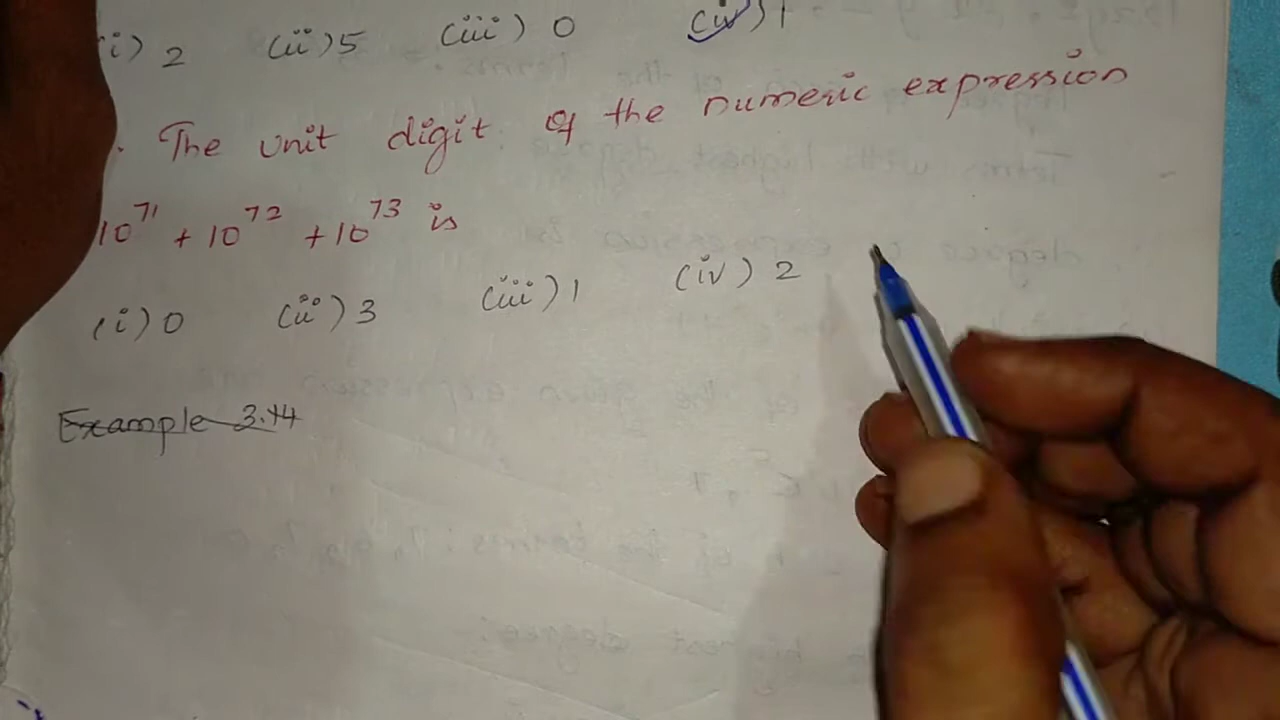 i) 2 (ii) 5 (iii) 0 (iv) 1
. The unit digit of the numeric expression
10^71 + 10^72 + 10^73 is
(i) 0 (ii) 3 (iii) 1 (iv) 2
Example 3.14